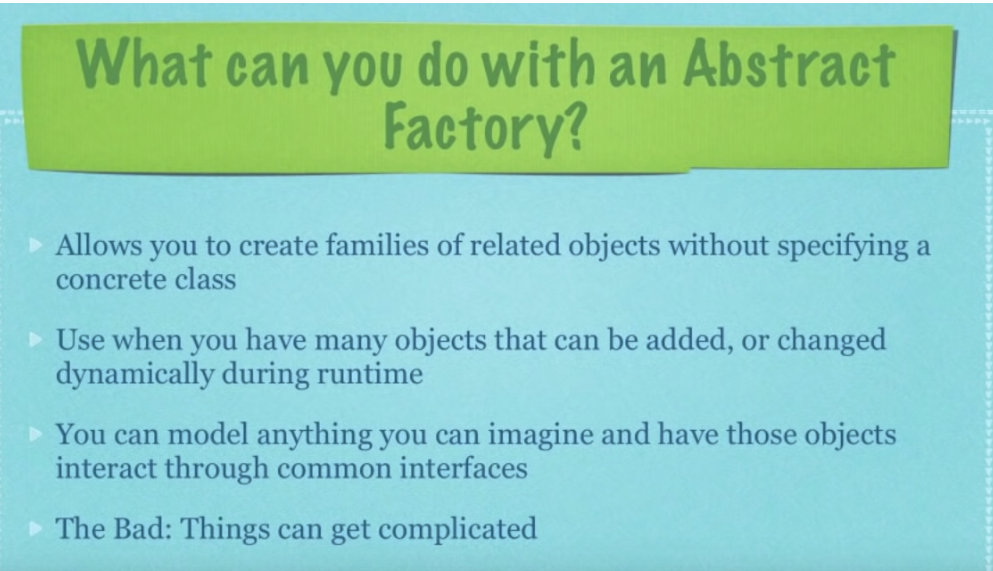 What can you do with an Abstract
Factory?
Allows you to create families of related objects without specifying a
concrete class
Use when you have many objects that can be added, or changed
dynamically during runtime
You can model anything you can imagine and have those objects
interact through common interfaces
The Bad: Things can get complicated